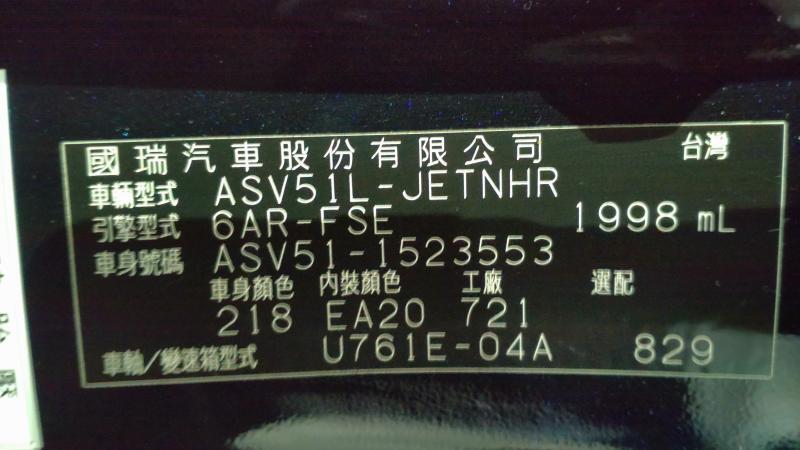 國瑞汽車股份有限公司 台灣
車輛型式 ASV51L-JETNHR
引擎型式 6AR-FSE 1998 mL
車身號碼 ASV51-1523553
車身顏色 內裝顏色 工廠 選配
218 EA20 721
車軸/變速箱型式 U761E-04A 829